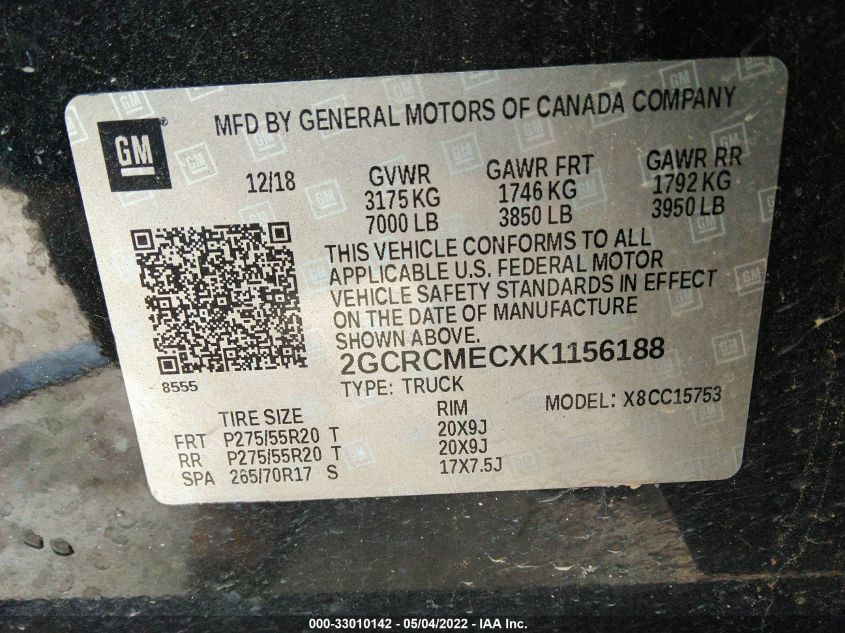 GM ®
MFD BY GENERAL MOTORS OF CANADA COMPANY
12/18
GVWR
3175 KG
7000 LB
GAWR FRT
1746 KG
3850 LB
GAWR RR
1792 KG
3950 LB
THIS VEHICLE CONFORMS TO ALL
APPLICABLE U.S. FEDERAL MOTOR
VEHICLE SAFETY STANDARDS IN EFFECT
ON THE DATE OF MANUFACTURE
SHOWN ABOVE.
2GCRCMECXK1156188
8555
TYPE: TRUCK
MODEL: X8CC15753
TIRE SIZE
RIM
FRT P275/55R20 T 20X9J
RR P275/55R20 T 20X9J
SPA 265/70R17 S 17X7.5J
000-33010142 - 05/04/2022 - IAA Inc.